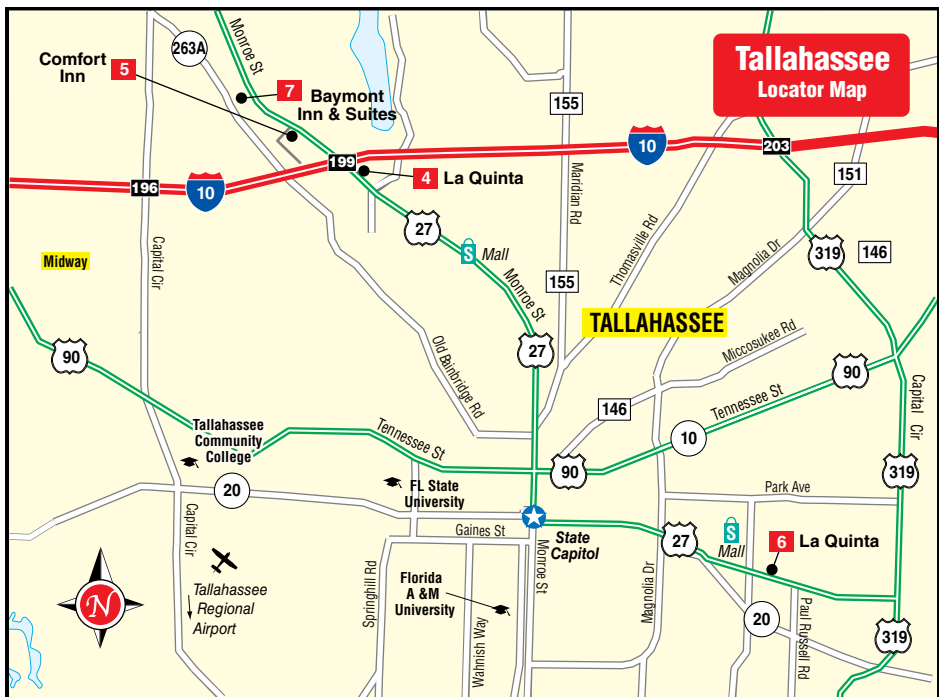 Tallahassee
Locator Map
263A
Monroe St
Comfort
Inn
5
7
Baymont
Inn & Suites
155
Maridian Rd
10
203
199
4
La Quinta
196
10
151
27
S
Mall
Thomasville Rd
Magnolia Dr
319
146
Capital Cir
Midway
155
Monroe St
TALLAHASSEE
27
Miccosukee Rd
90
90
Old Bainbridge Rd
Capital Cir
Tennessee St
146
10
Tallahassee
Community
College
Tennessee St
90
319
20
FL State
University
Park Ave
State
Capitol
Gaines St
27
S
Mall
6
La Quinta
Capital Cir
Tallahassee
Regional
Airport
Springhill Rd
Florida
A & M
University
Monroe St
Magnolia Dr
Wahnish Way
20
Paul Russell Rd
319
N